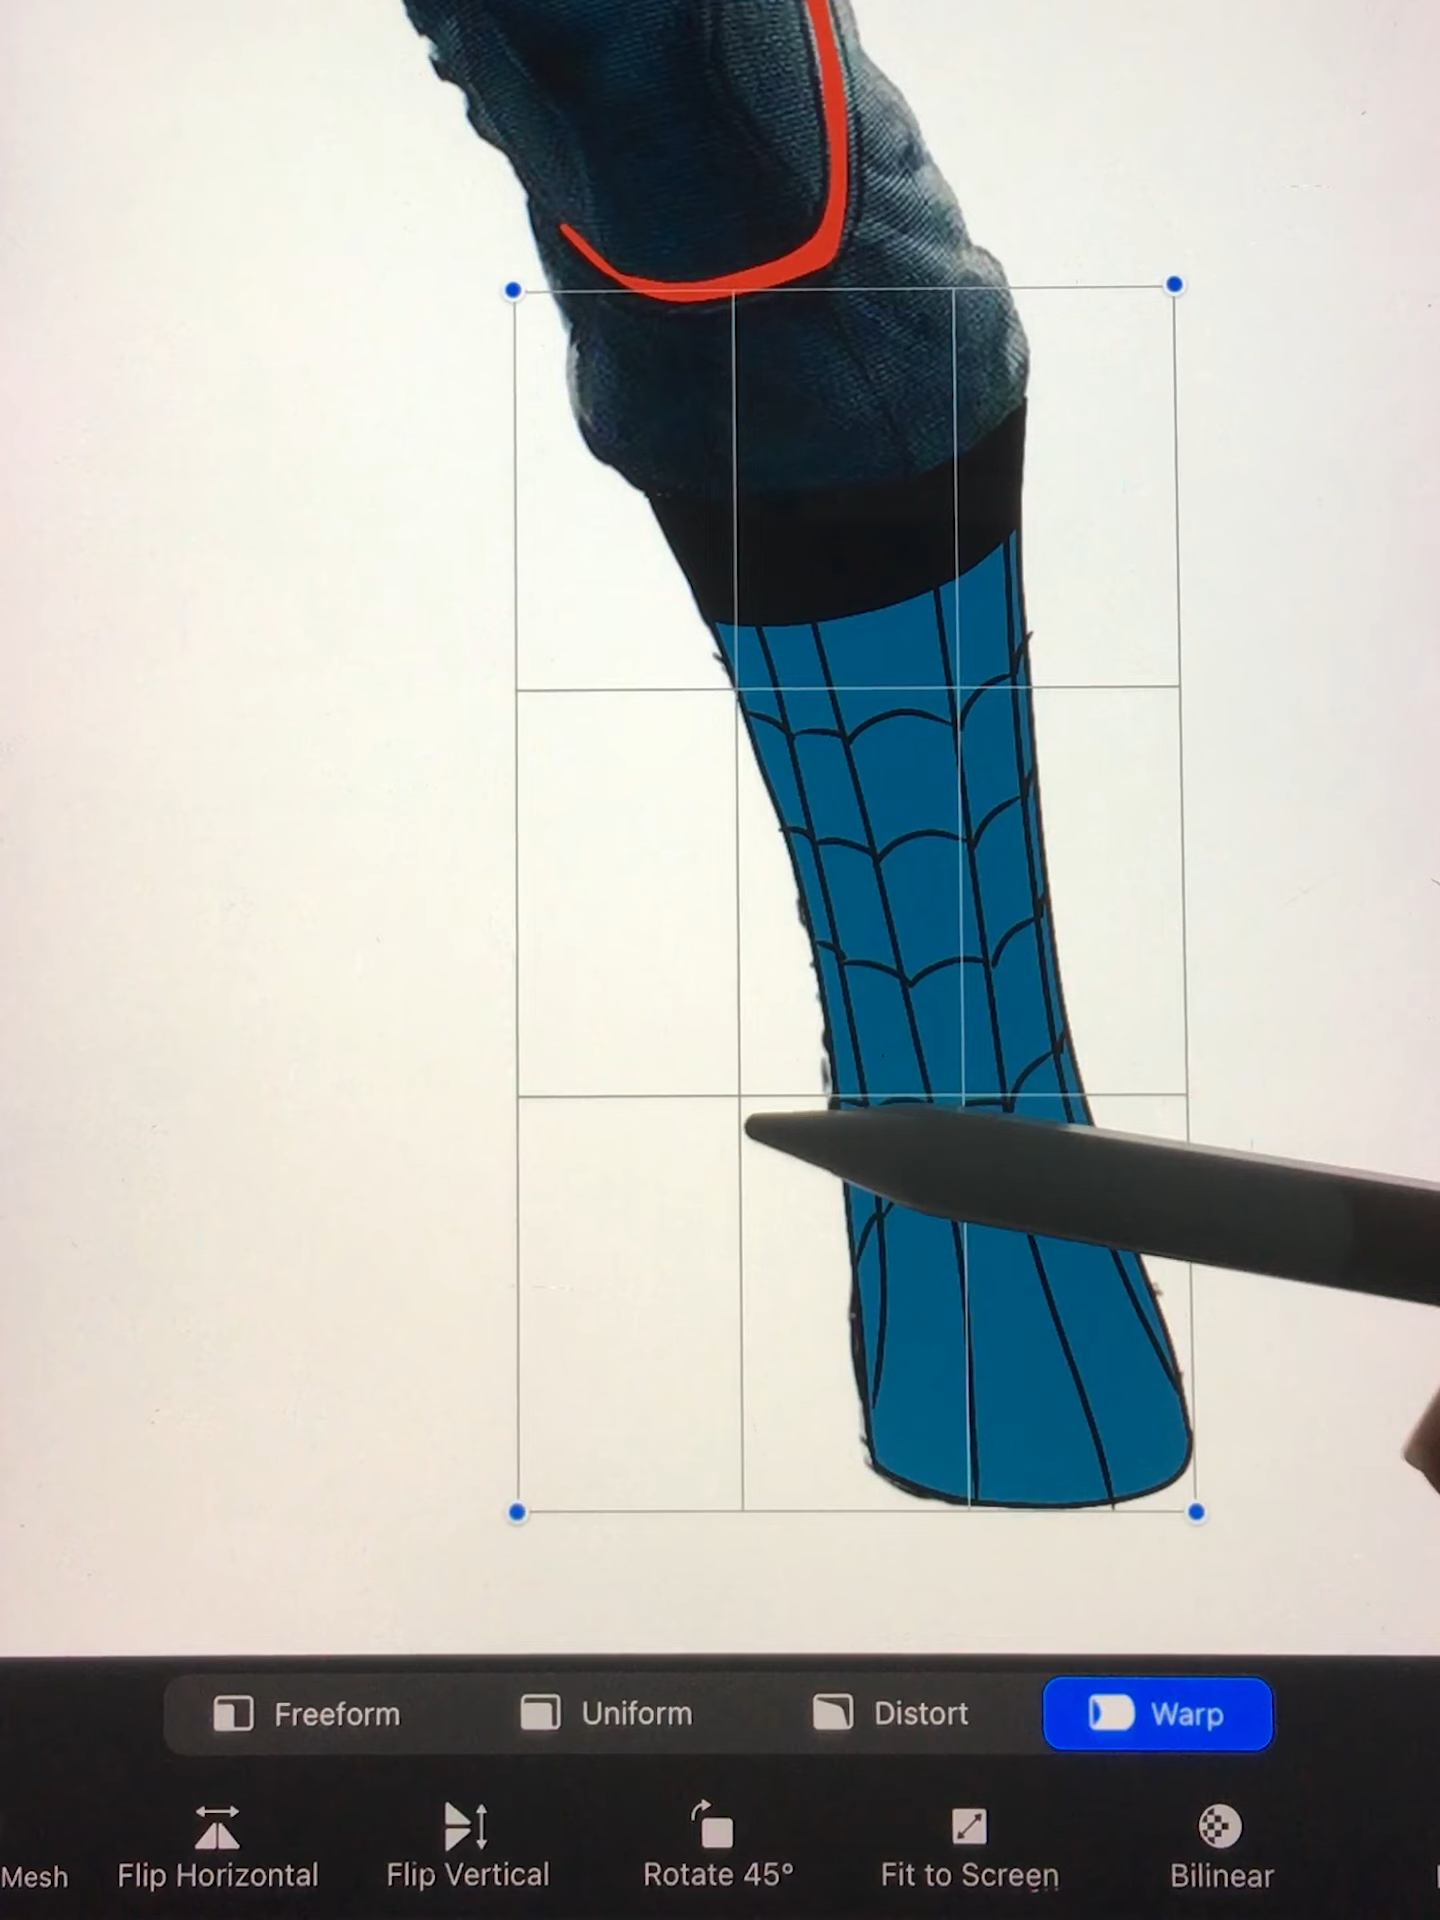 Freeform Uniform Distort Warp
Mesh Flip Horizontal Flip Vertical Rotate 45° Fit to Screen Bilinear